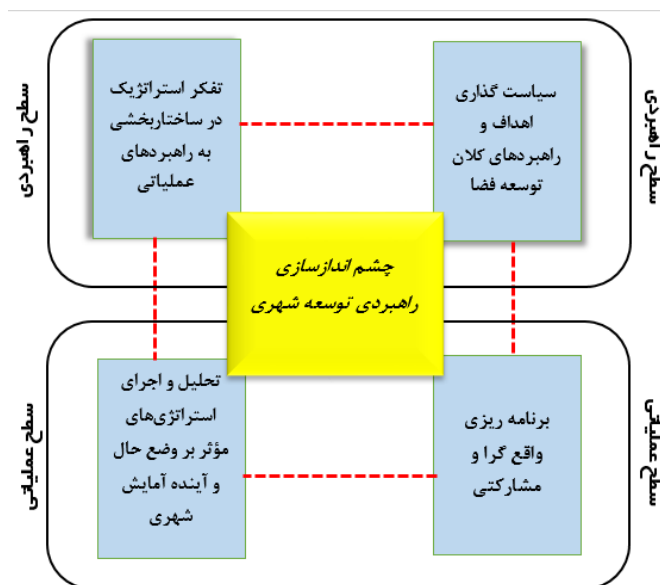 سطح راهبردی
سیاست گذاری
اهداف و
راهبردهای کلان
توسعه فضا
تفکر استراتژیک
در ساختاربخشی
به راهبردهای
عملیاتی
سطح راهبردی
چشم اندازسازی
راهبردی توسعه شهری
سطح عملیاتی
برنامه ریزی
واقع گرا و
مشارکتی
تحلیل و اجرای
استراتژی‌های
مؤثر بر وضع حال
و آینده آمایش
شهری
سطح عملیاتی